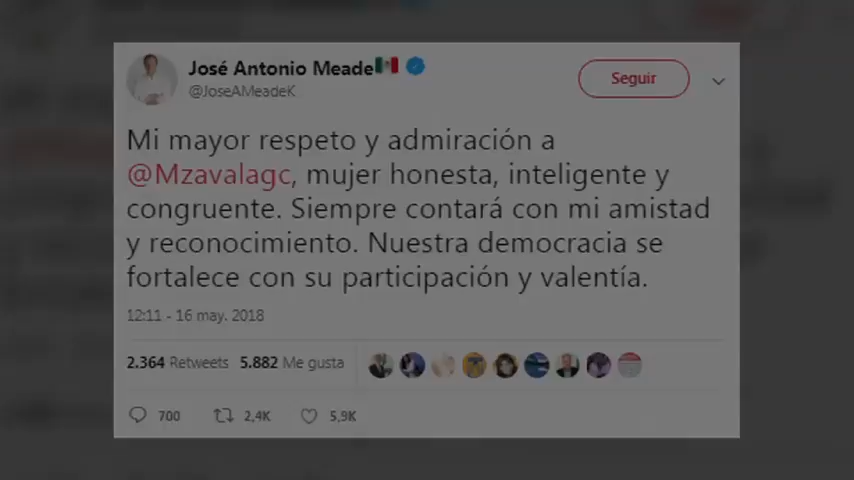 José Antonio Meade
@JoseAMeadeK
Seguir
Mi mayor respeto y admiración a
@Mzavalagc, mujer honesta, inteligente y
congruente. Siempre contará con mi amistad
y reconocimiento. Nuestra democracia se
fortalece con su participación y valentía.
12:11 - 16 may. 2018
2.364 Retweets 5.882 Me gusta
700 2,4K 5,9K